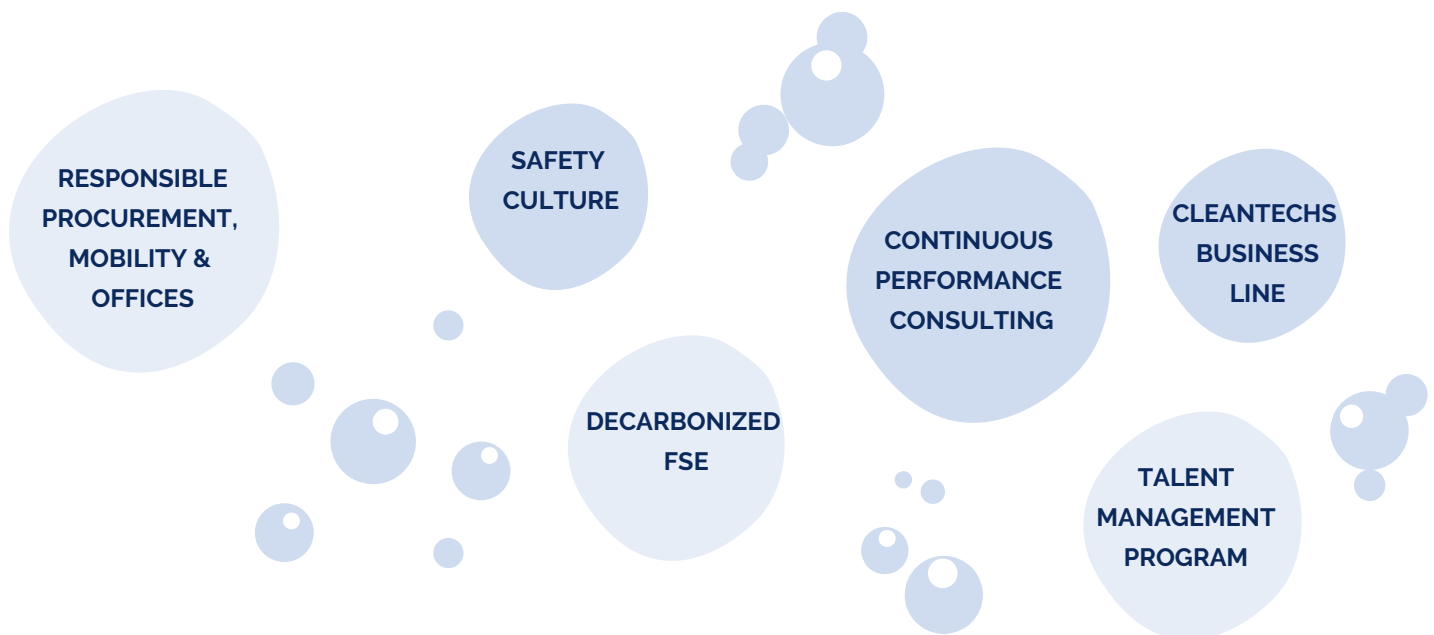 RESPONSIBLE
PROCUREMENT,
MOBILITY &
OFFICES
SAFETY
CULTURE
DECARBONIZED
FSE
CONTINUOUS
PERFORMANCE
CONSULTING
CLEANTECHS
BUSINESS
LINE
TALENT
MANAGEMENT
PROGRAM